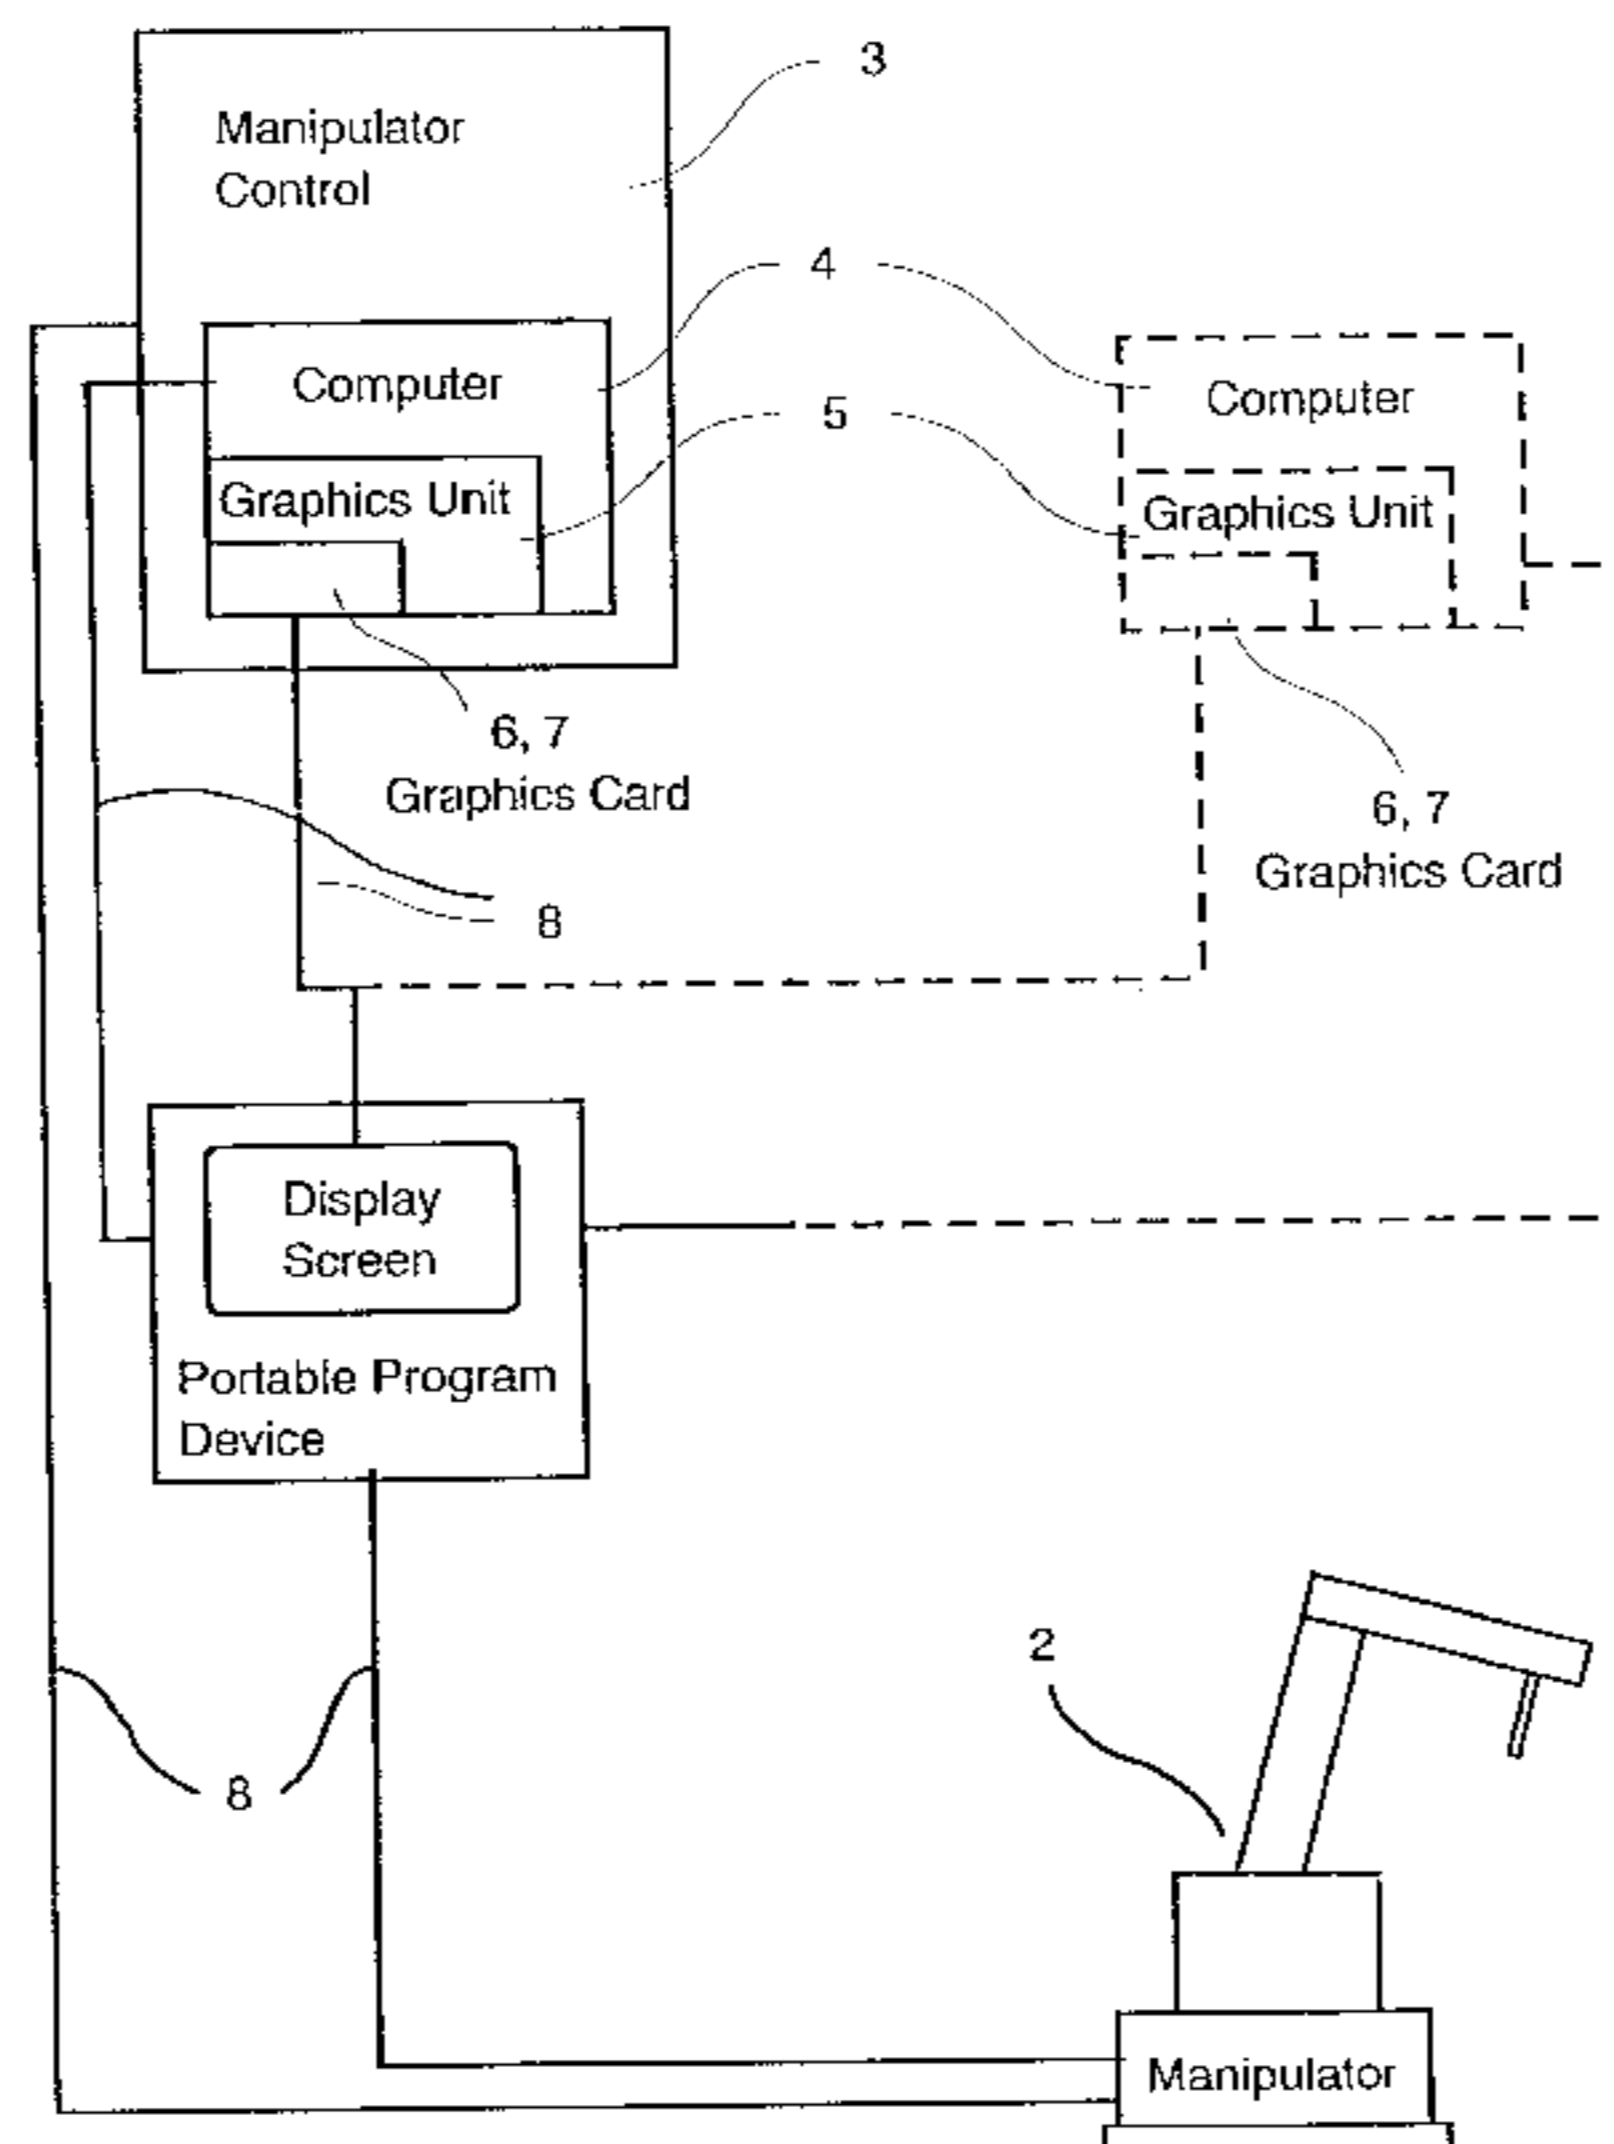 3
Manipulator
Control
4
Computer
Computer
5
Graphics Unit
Graphics Unit
6, 7
Graphics Card
6, 7
Graphics Card
8
Display
Screen
Portable Program
Device
2
8
Manipulator